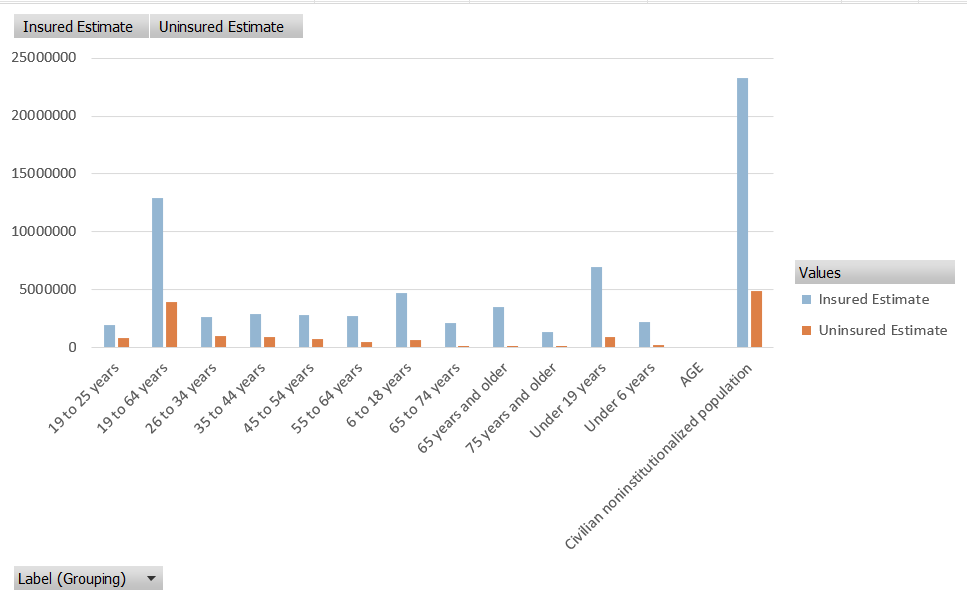 Insured Estimate
Uninsured Estimate
25000000
20000000
15000000
10000000
5000000
0
19 to 25 years
19 to 64 years
26 to 34 years
35 to 44 years
45 to 54 years
55 to 64 years
6 to 18 years
65 to 74 years
65 years and older
75 years and older
Under 19 years
Under 6 years
AGE
Civilian noninstitutionalized population
Values
Insured Estimate
Uninsured Estimate
Label (Grouping)